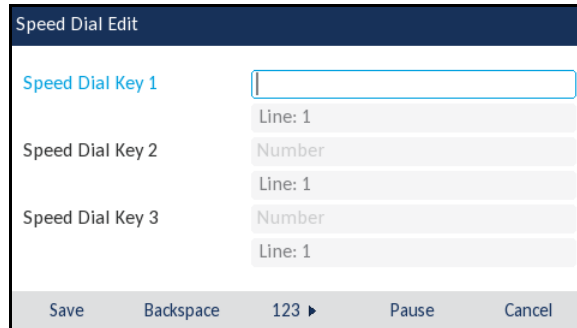 Speed Dial Edit
Speed Dial Key 1
Line: 1
Speed Dial Key 2 Number
Line: 1
Speed Dial Key 3 Number
Line: 1
Save Backspace 123 ▶ Pause Cancel